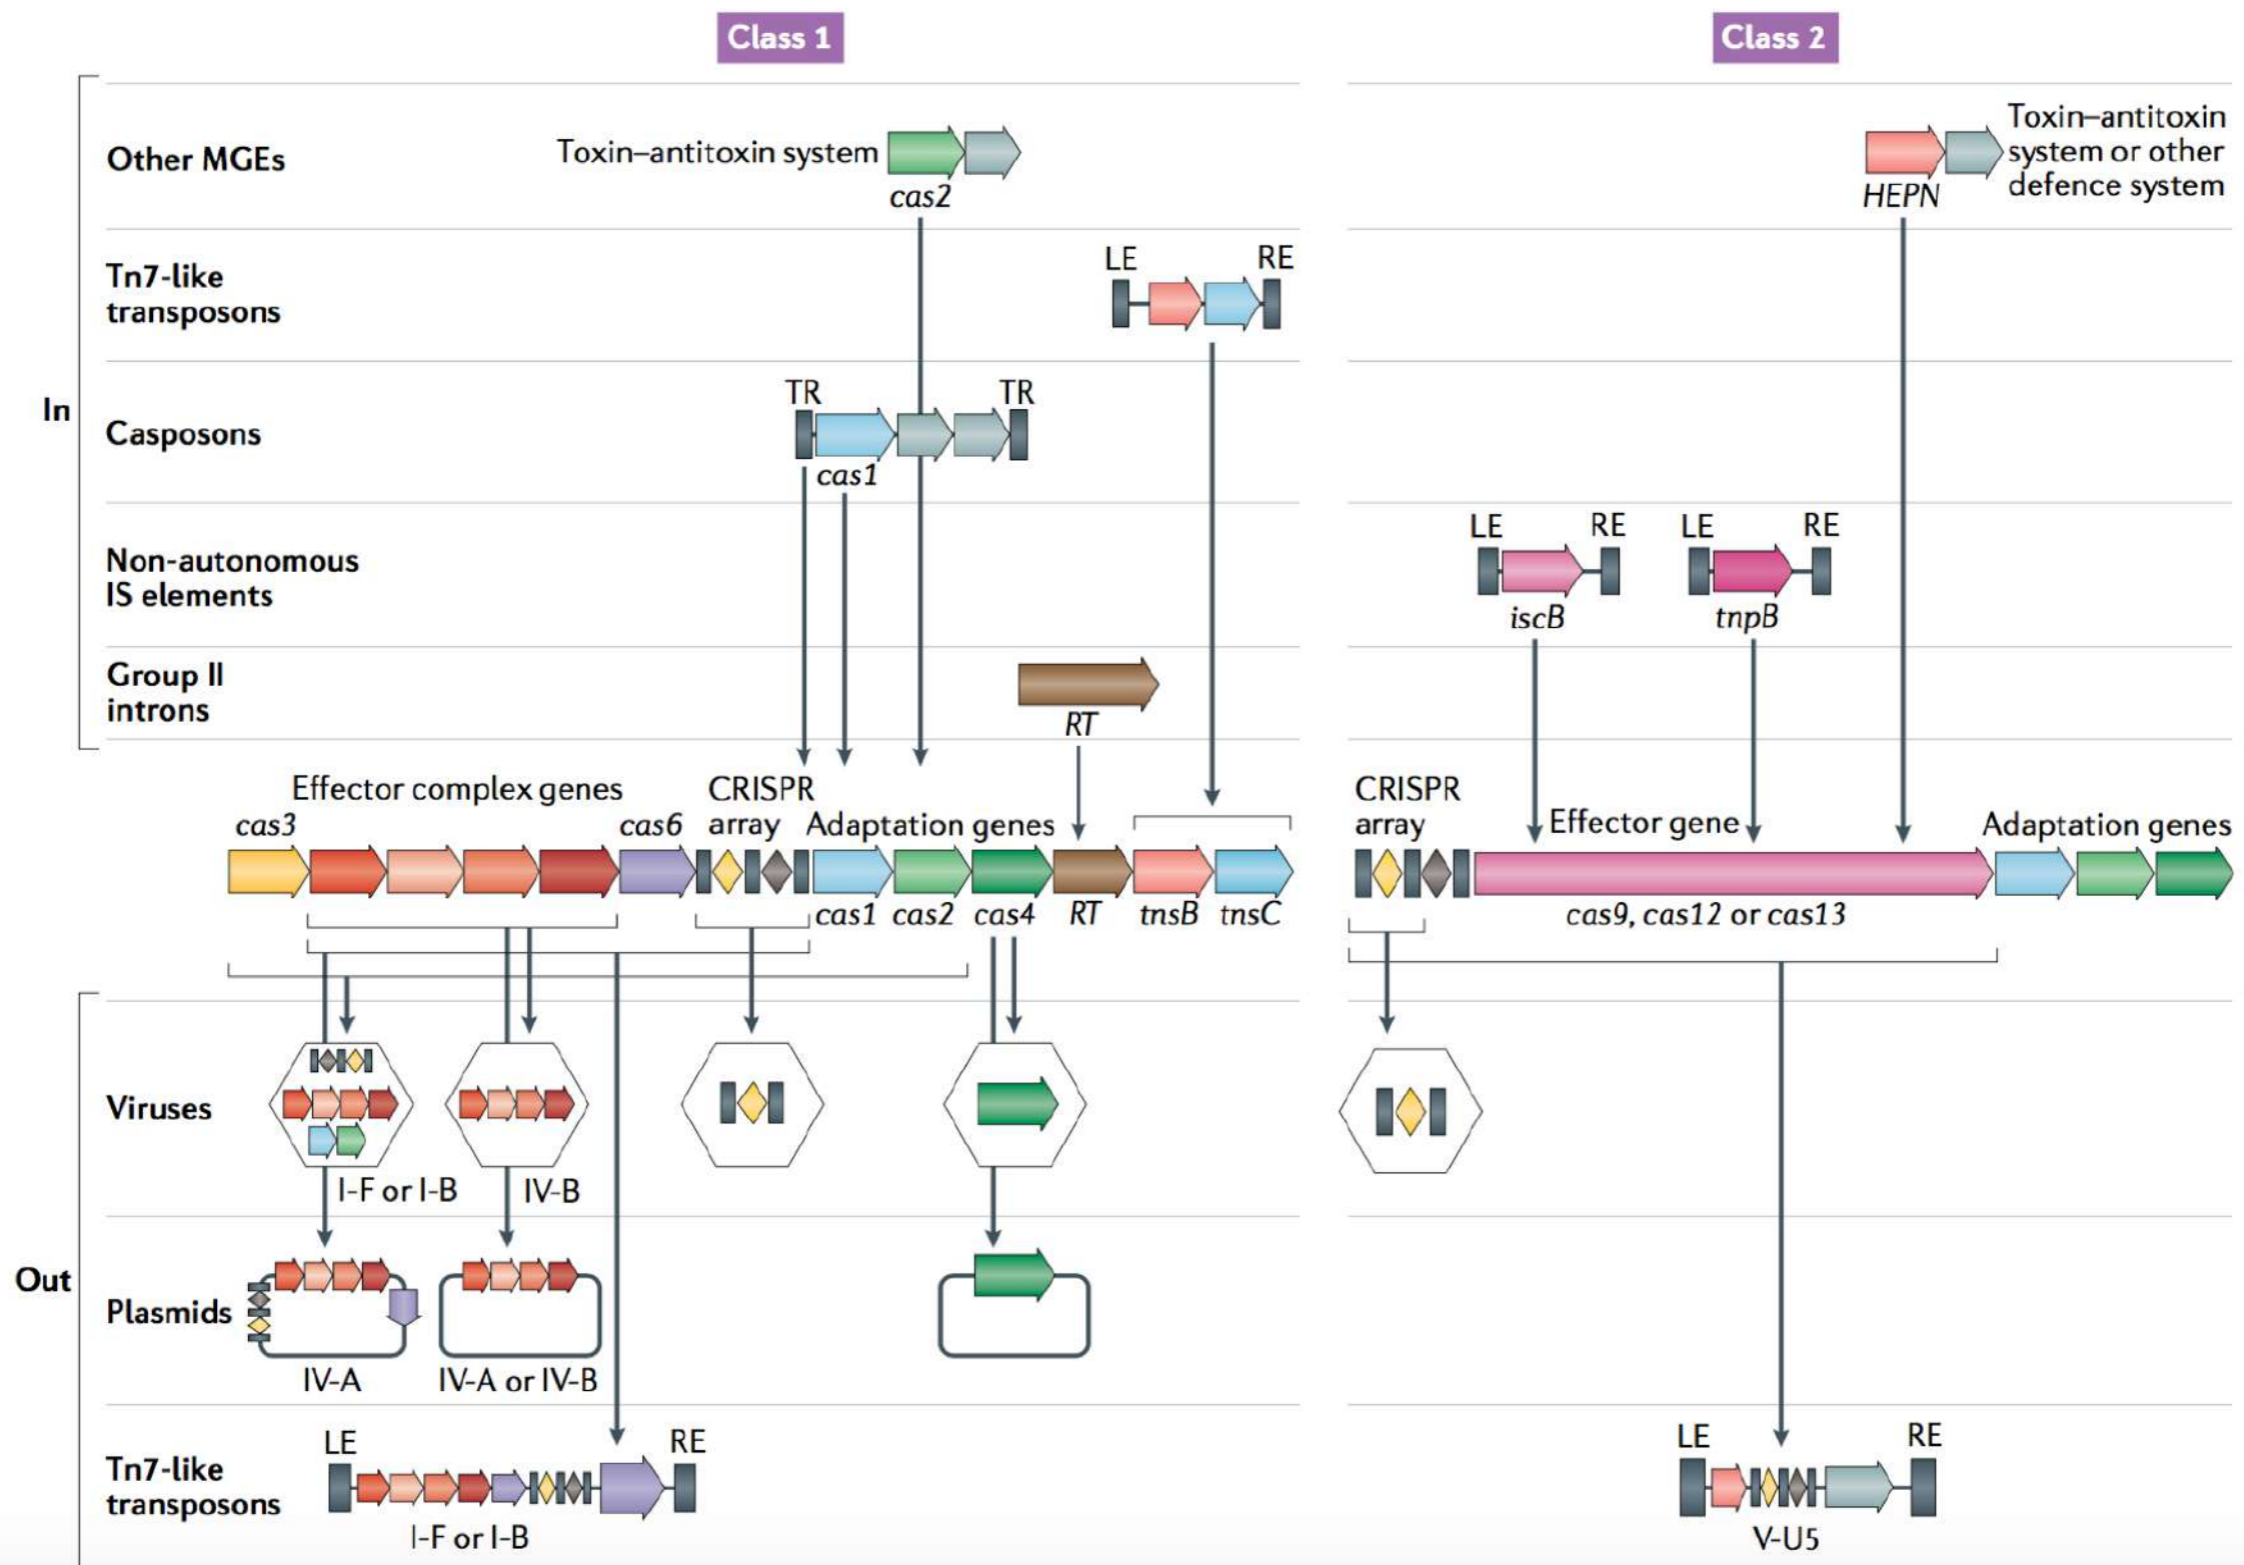 Class 1
Class 2
In
Other MGEs
Toxin–antitoxin system
cas2
HEPN
Toxin–antitoxin
system or other
defence system
Tn7-like
transposons
LE
RE
Casposons
TR
TR
cas1
Non-autonomous
IS elements
LE
RE
LE
RE
iscB
tnpB
Group II
introns
RT
Effector complex genes
CRISPR
array
cas3
cas6
Adaptation genes
cas1
cas2
cas4
RT
tnsB
tnsC
CRISPR
array
Effector gene
Adaptation genes
cas9, cas12 or cas13
Out
Viruses
I-F or I-B
IV-B
Plasmids
IV-A
IV-A or IV-B
Tn7-like
transposons
LE
RE
I-F or I-B
LE
RE
V-U5